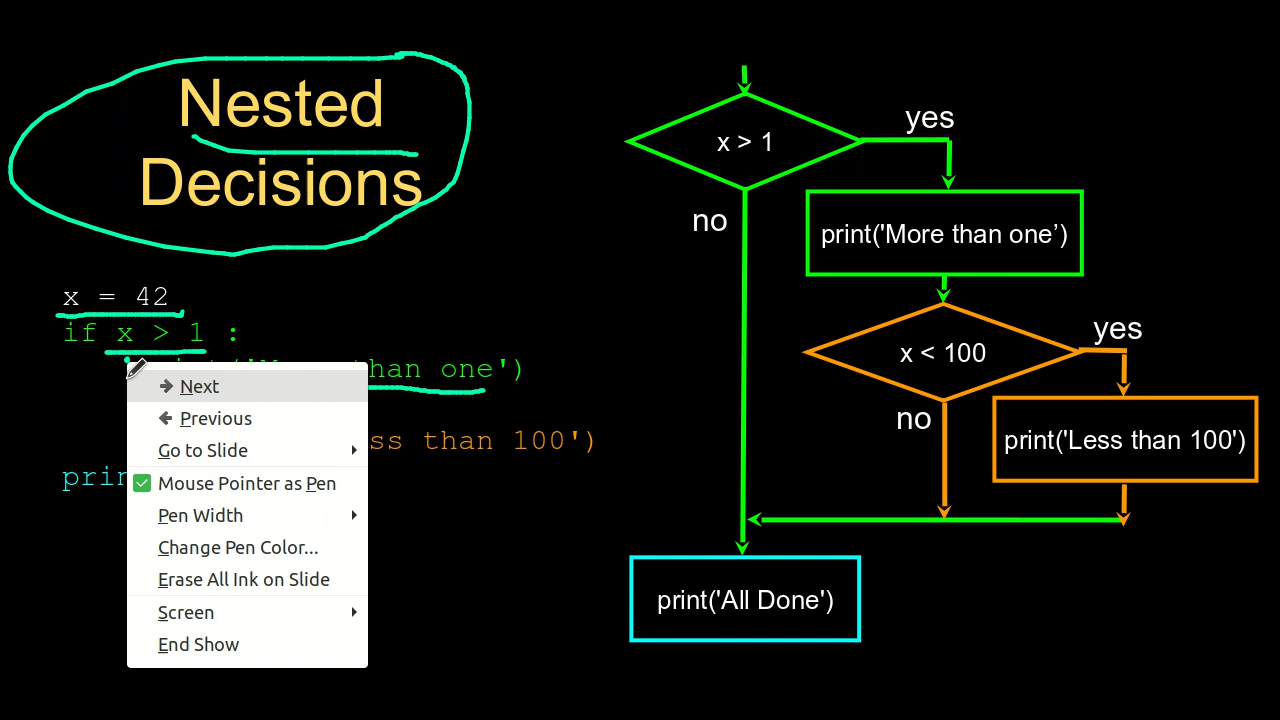 Nested
Decisions
x = 42
if x > 1 :
than one')
than 100')
Next
Previous
Go to Slide
Mouse Pointer as Pen
Pen Width
Change Pen Color...
Erase All Ink on Slide
Screen
End Show
x > 1
yes
no
print('More than one’)
x < 100
yes
no
print('Less than 100')
print('All Done')